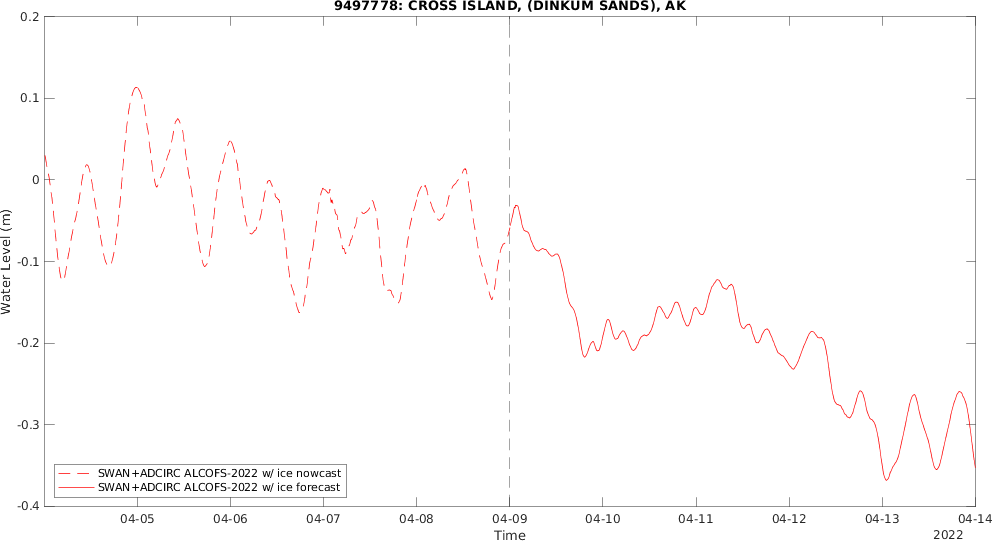 9497778: CROSS ISLAND, (DINKUM SANDS), AK
0.2
0.1
0
-0.1
-0.2
-0.3
-0.4
Water Level (m)
SWAN+ADCIRC ALCOFS-2022 w/ ice nowcast
SWAN+ADCIRC ALCOFS-2022 w/ ice forecast
04-05 04-06 04-07 04-08 04-09 04-10 04-11 04-12 04-13 04-14
Time
2022